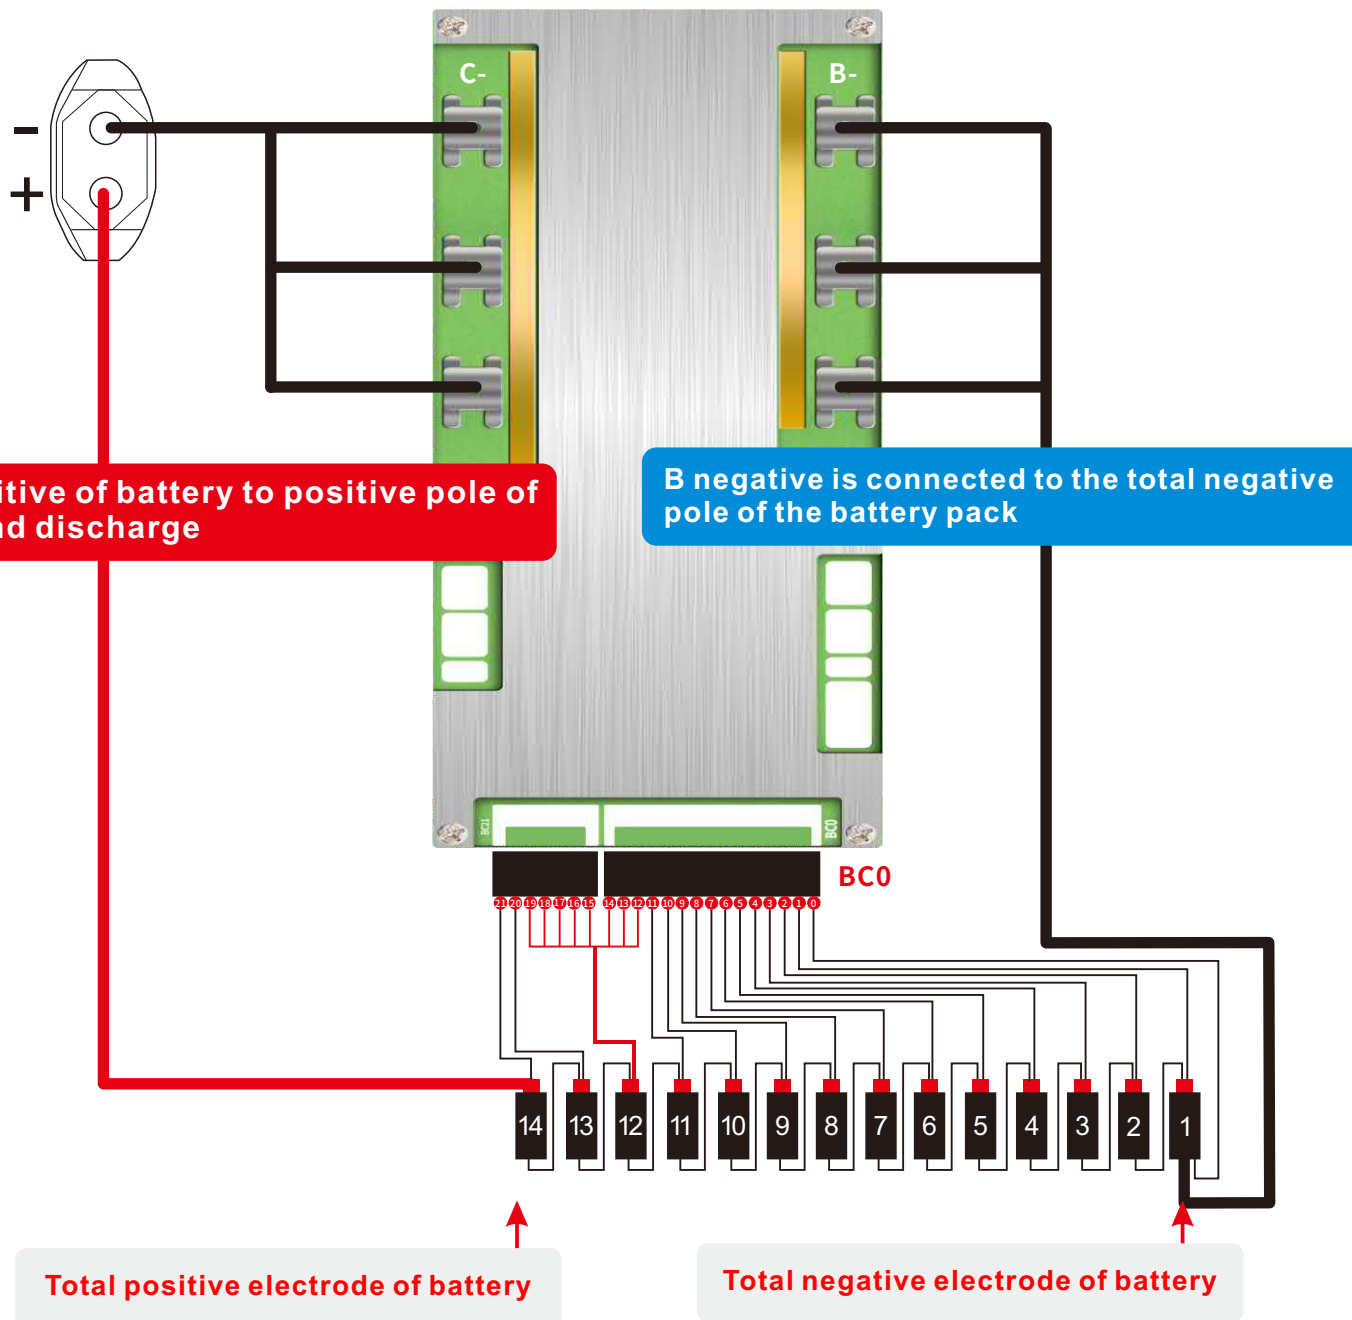 C-
B-
-
+
itive of battery to positive pole of
nd discharge
B negative is connected to the total negative
pole of the battery pack
BC21
BC0
BC0
21 20 19 18 17 16 15 14 13 12 11 10 9 8 7 6 5 4 3 2 1 0
14 13 12 11 10 9 8 7 6 5 4 3 2 1
Total positive electrode of battery
Total negative electrode of battery